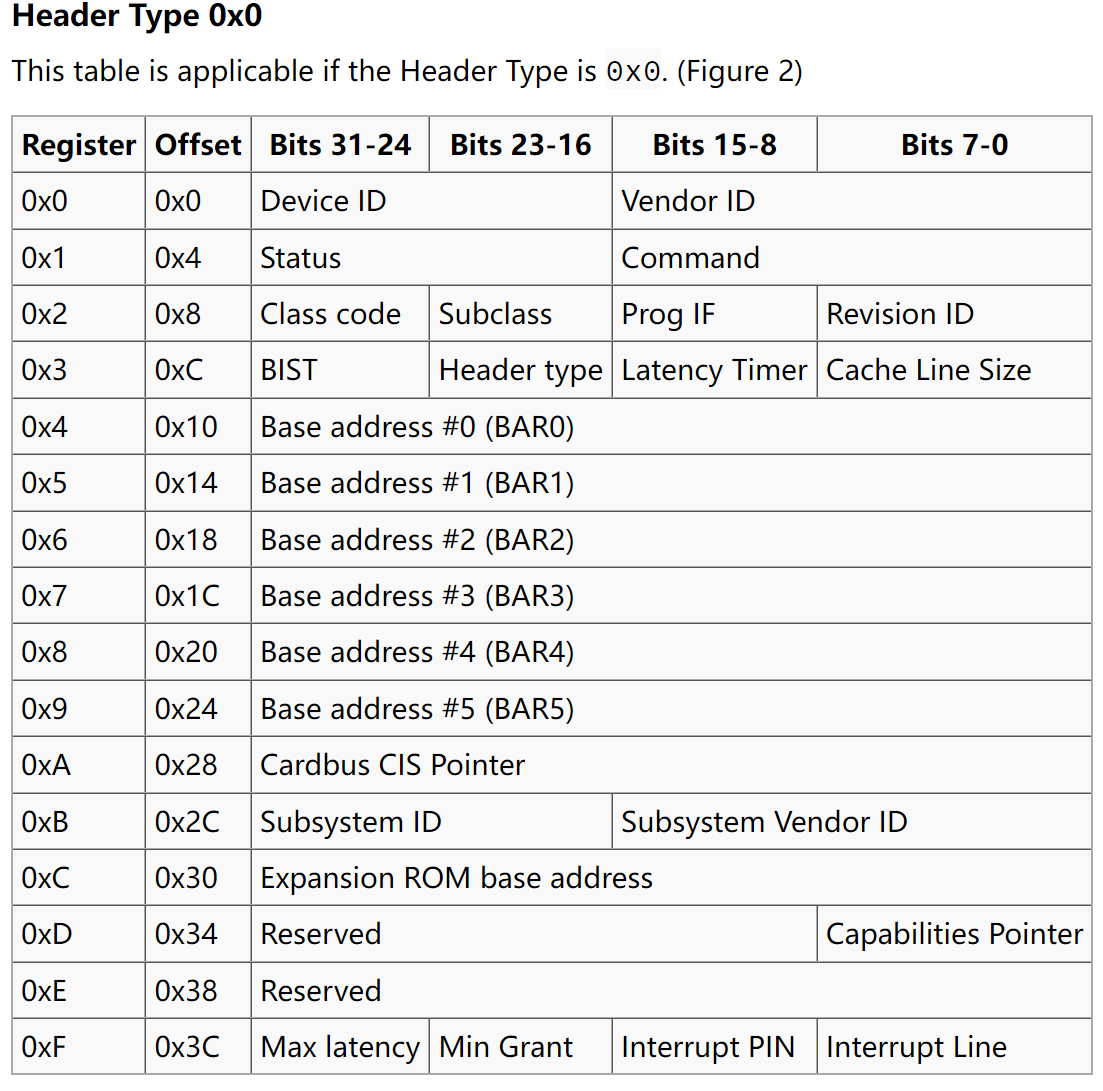 Header Type 0x0
This table is applicable if the Header Type is 0x0. (Figure 2)
Register Offset Bits 31-24 Bits 23-16 Bits 15-8 Bits 7-0
0x0 0x0 Device ID Vendor ID
0x1 0x4 Status Command
0x2 0x8 Class code Subclass Prog IF Revision ID
0x3 0xC BIST Header type Latency Timer Cache Line Size
0x4 0x10 Base address #0 (BAR0)
0x5 0x14 Base address #1 (BAR1)
0x6 0x18 Base address #2 (BAR2)
0x7 0x1C Base address #3 (BAR3)
0x8 0x20 Base address #4 (BAR4)
0x9 0x24 Base address #5 (BAR5)
0xA 0x28 Cardbus CIS Pointer
0xB 0x2C Subsystem ID Subsystem Vendor ID
0xC 0x30 Expansion ROM base address
0xD 0x34 Reserved Capabilities Pointer
0xE 0x38 Reserved
0xF 0x3C Max latency Min Grant Interrupt PIN Interrupt Line